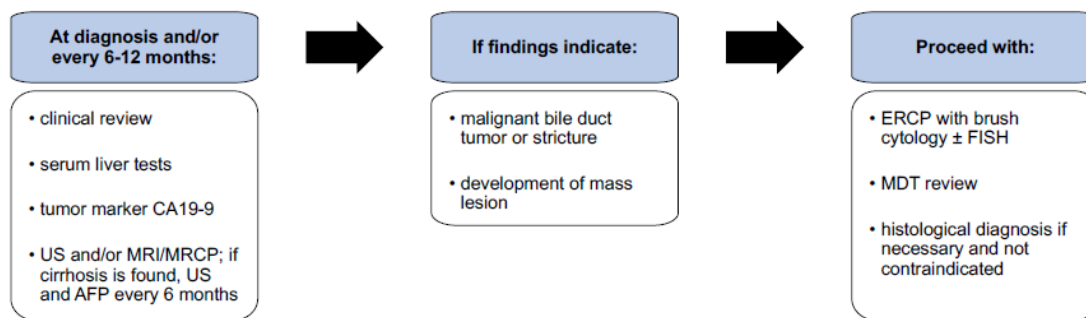 At diagnosis and/or
every 6-12 months:
• clinical review
• serum liver tests
• tumor marker CA19-9
• US and/or MRI/MRCP; if
cirrhosis is found, US
and AFP every 6 months
If findings indicate:
• malignant bile duct
tumor or stricture
• development of mass
lesion
Proceed with:
• ERCP with brush
cytology ± FISH
• MDT review
• histological diagnosis if
necessary and not
contraindicated